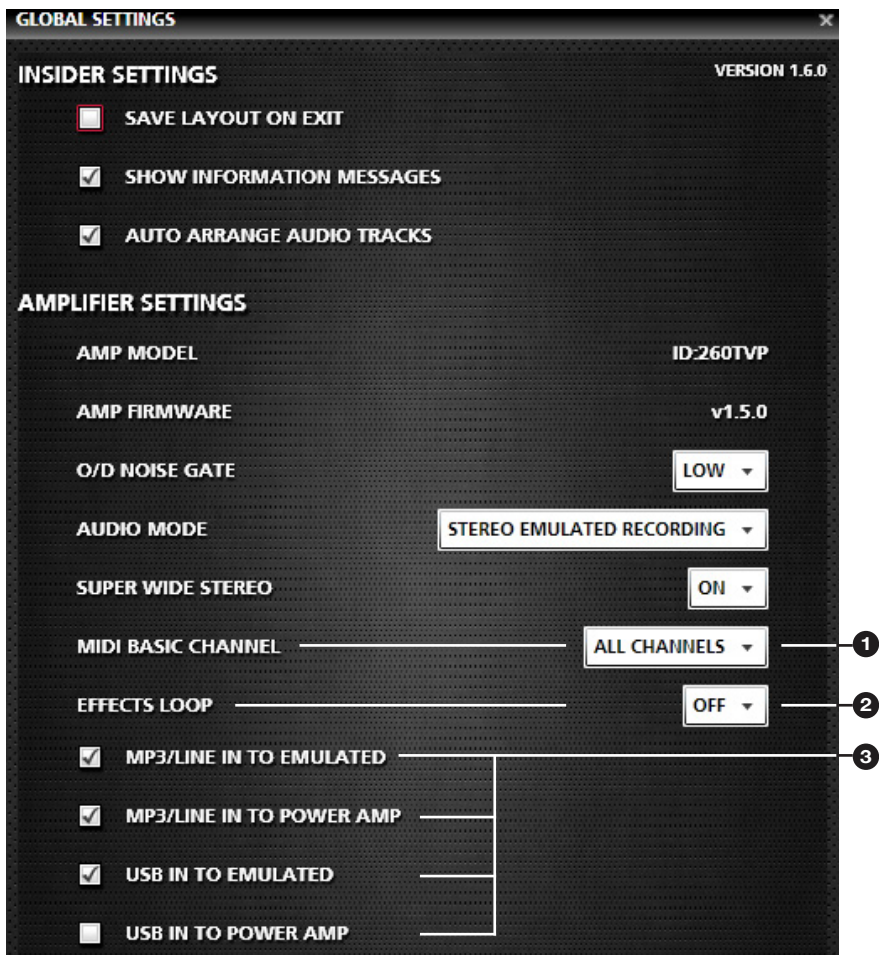 GLOBAL SETTINGS ×
INSIDER SETTINGS VERSION 1.6.0
SAVE LAYOUT ON EXIT
SHOW INFORMATION MESSAGES
AUTO ARRANGE AUDIO TRACKS
AMPLIFIER SETTINGS
AMP MODEL ID:260TVP
AMP FIRMWARE v1.5.0
O/D NOISE GATE LOW
AUDIO MODE STEREO EMULATED RECORDING
SUPER WIDE STEREO ON
MIDI BASIC CHANNEL ALL CHANNELS 1
EFFECTS LOOP OFF 2
MP3/LINE IN TO EMULATED 3
MP3/LINE IN TO POWER AMP
USB IN TO EMULATED
USB IN TO POWER AMP